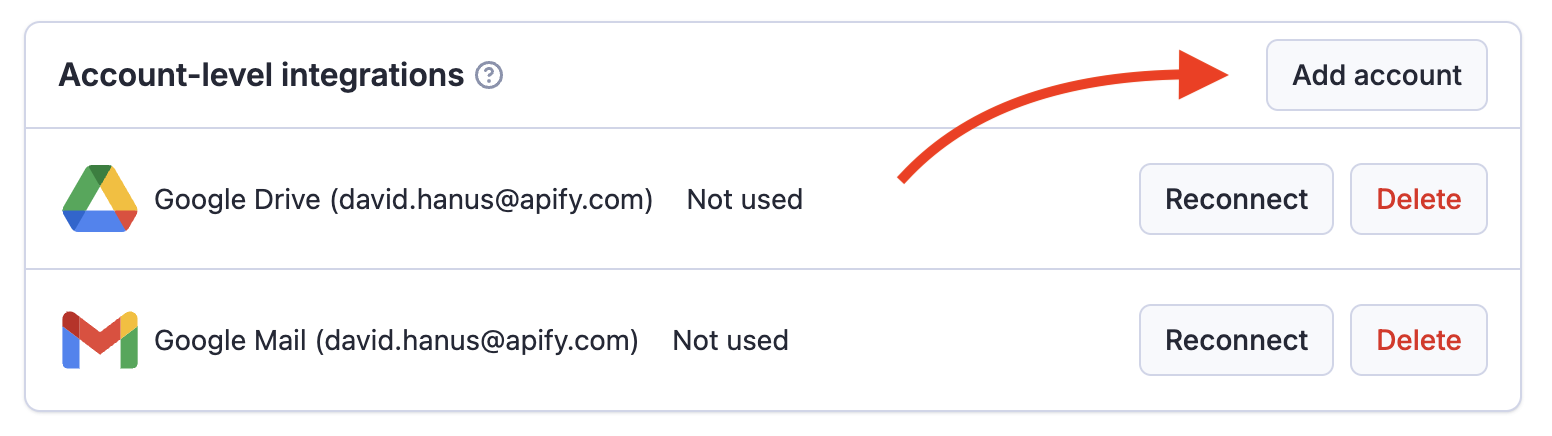 Account-level integrations ?
Add account
Google Drive (david.hanus@apify.com) Not used
Reconnect
Delete
Google Mail (david.hanus@apify.com) Not used
Reconnect
Delete